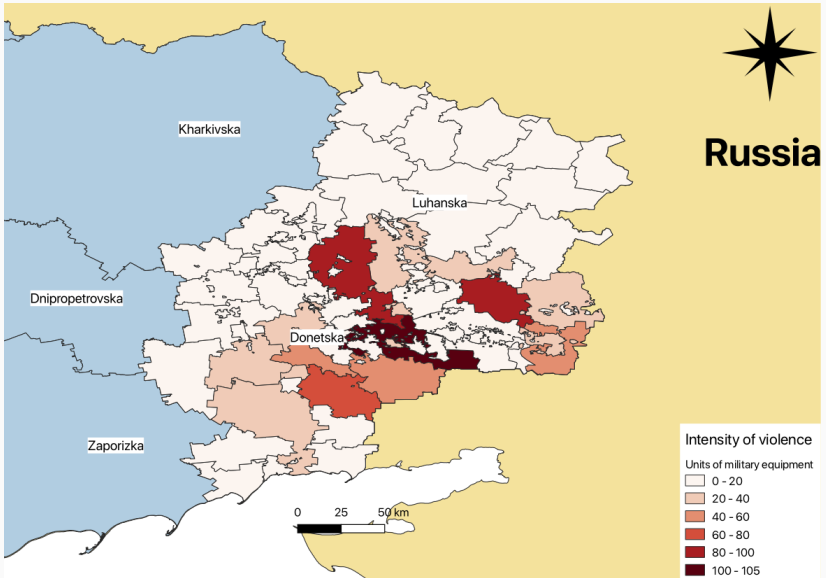 Kharkivska
Russia
Luhanska
Dnipropetrovska
Donetska
Zaporizka
Intensity of violence
Units of military equipment
0 - 20
20 - 40
40 - 60
60 - 80
80 - 100
100 - 105
0 25 50 km